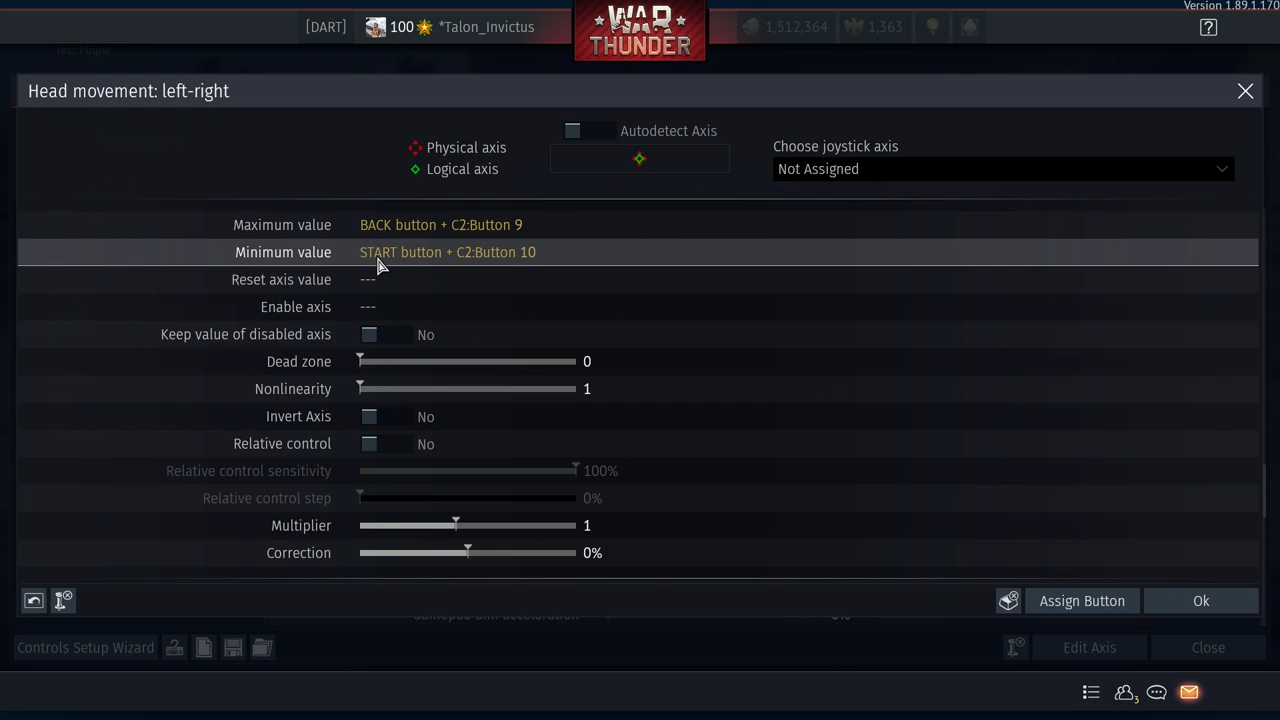 Version 1.89.1.170
[DART] 100 *Talon_Invictus
WAR
THUNDER
1,512,364 1,363
Test Flight
Head movement: left-right
Autodetect Axis
Physical axis
Logical axis
Choose joystick axis
Not Assigned
Maximum value BACK button + C2:Button 9
Minimum value START button + C2:Button 10
Reset axis value ---
Enable axis ---
Keep value of disabled axis No
Dead zone 0
Nonlinearity 1
Invert Axis No
Relative control No
Relative control sensitivity 100%
Relative control step 0%
Multiplier 1
Correction 0%
Assign Button Ok
Controls Setup Wizard Edit Axis Close
3